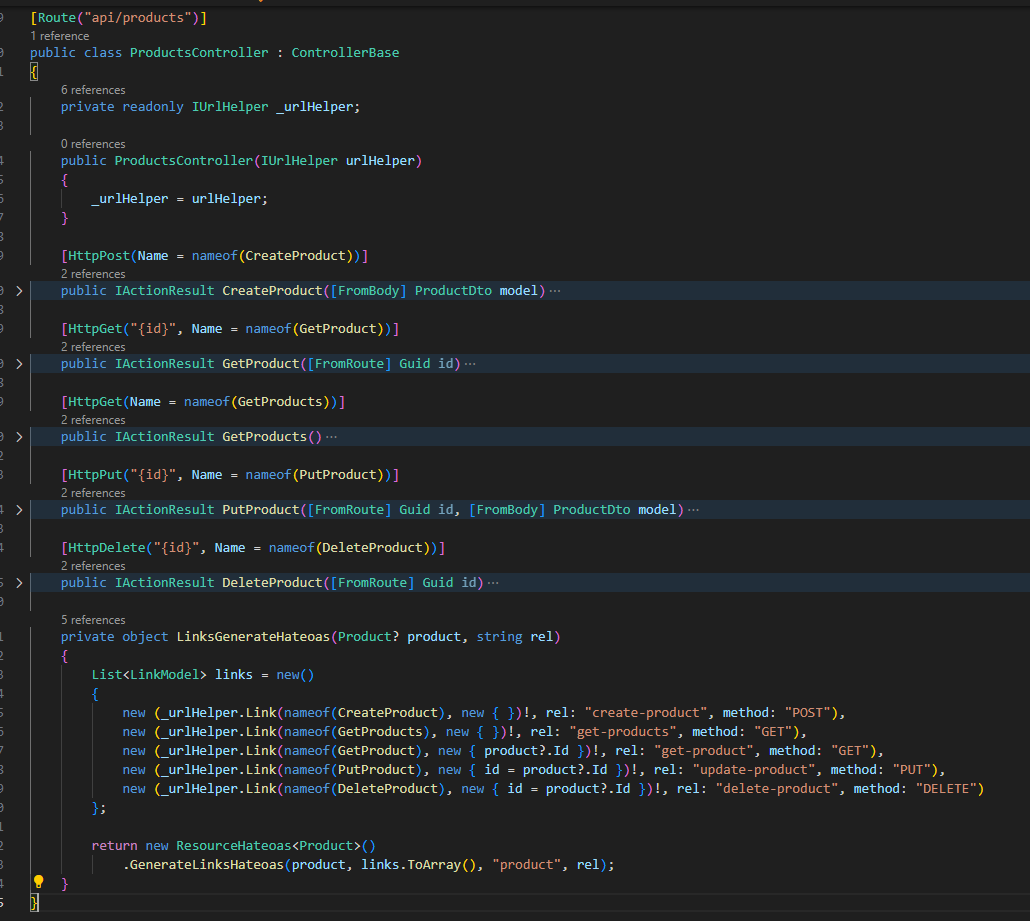 [Route("api/products")]
1 reference
public class ProductsController : ControllerBase
{
6 references
private readonly IUrlHelper _urlHelper;
0 references
public ProductsController(IUrlHelper urlHelper)
{
_urlHelper = urlHelper;
}
[HttpPost(Name = nameof(CreateProduct))]
2 references
public IActionResult CreateProduct([FromBody] ProductDto model) ···
[HttpGet("{id}", Name = nameof(GetProduct))]
2 references
public IActionResult GetProduct([FromRoute] Guid id) ···
[HttpGet(Name = nameof(GetProducts))]
2 references
public IActionResult GetProducts() ···
[HttpPut("{id}", Name = nameof(PutProduct))]
2 references
public IActionResult PutProduct([FromRoute] Guid id, [FromBody] ProductDto model) ···
[HttpDelete("{id}", Name = nameof(DeleteProduct))]
2 references
public IActionResult DeleteProduct([FromRoute] Guid id) ···
5 references
private object LinksGenerateHateoas(Product? product, string rel)
{
List<LinkModel> links = new()
{
new (_urlHelper.Link(nameof(CreateProduct), new { })!, rel: "create-product", method: "POST"),
new (_urlHelper.Link(nameof(GetProducts), new { })!, rel: "get-products", method: "GET"),
new (_urlHelper.Link(nameof(GetProduct), new { product?.Id })!, rel: "get-product", method: "GET"),
new (_urlHelper.Link(nameof(PutProduct), new { id = product?.Id })!, rel: "update-product", method: "PUT"),
new (_urlHelper.Link(nameof(DeleteProduct), new { id = product?.Id })!, rel: "delete-product", method: "DELETE")
};
return new ResourceHateoas<Product>()
.GenerateLinksHateoas(product, links.ToArray(), "product", rel);
}
}